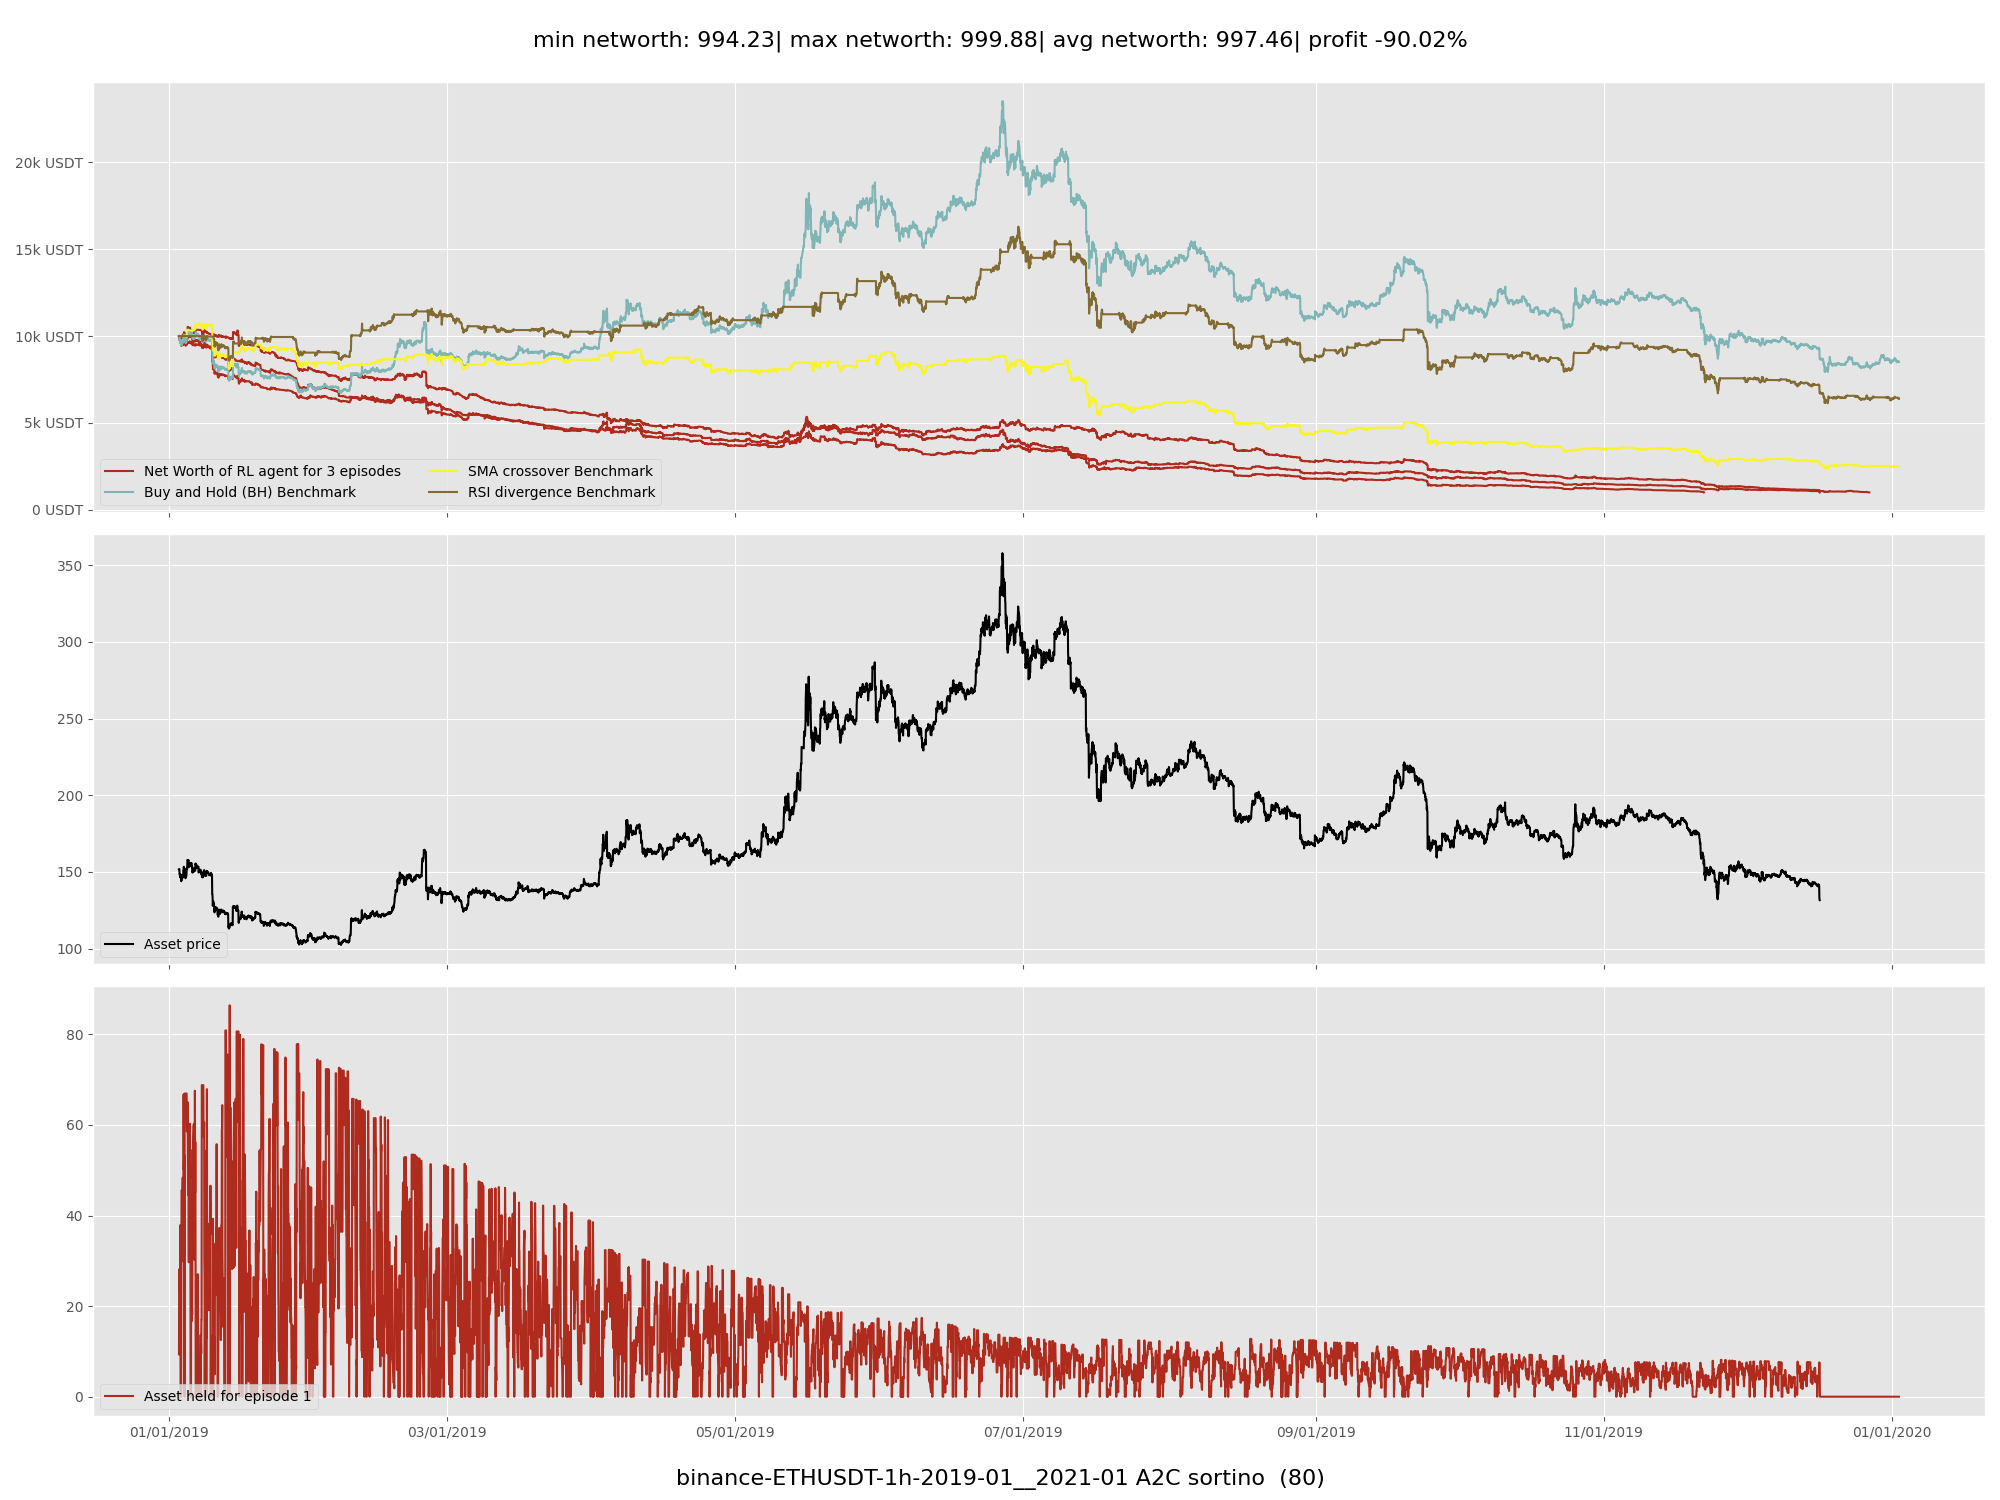 min networth: 994.23| max networth: 999.88| avg networth: 997.46| profit -90.02%
20k USDT
15k USDT
10k USDT
5k USDT
0 USDT
Net Worth of RL agent for 3 episodes
Buy and Hold (BH) Benchmark
SMA crossover Benchmark
RSI divergence Benchmark
350
300
250
200
150
100
Asset price
80
60
40
20
0
Asset held for episode 1
01/01/2019
03/01/2019
05/01/2019
07/01/2019
09/01/2019
11/01/2019
01/01/2020
binance-ETHUSDT-1h-2019-01__2021-01 A2C sortino  (80)